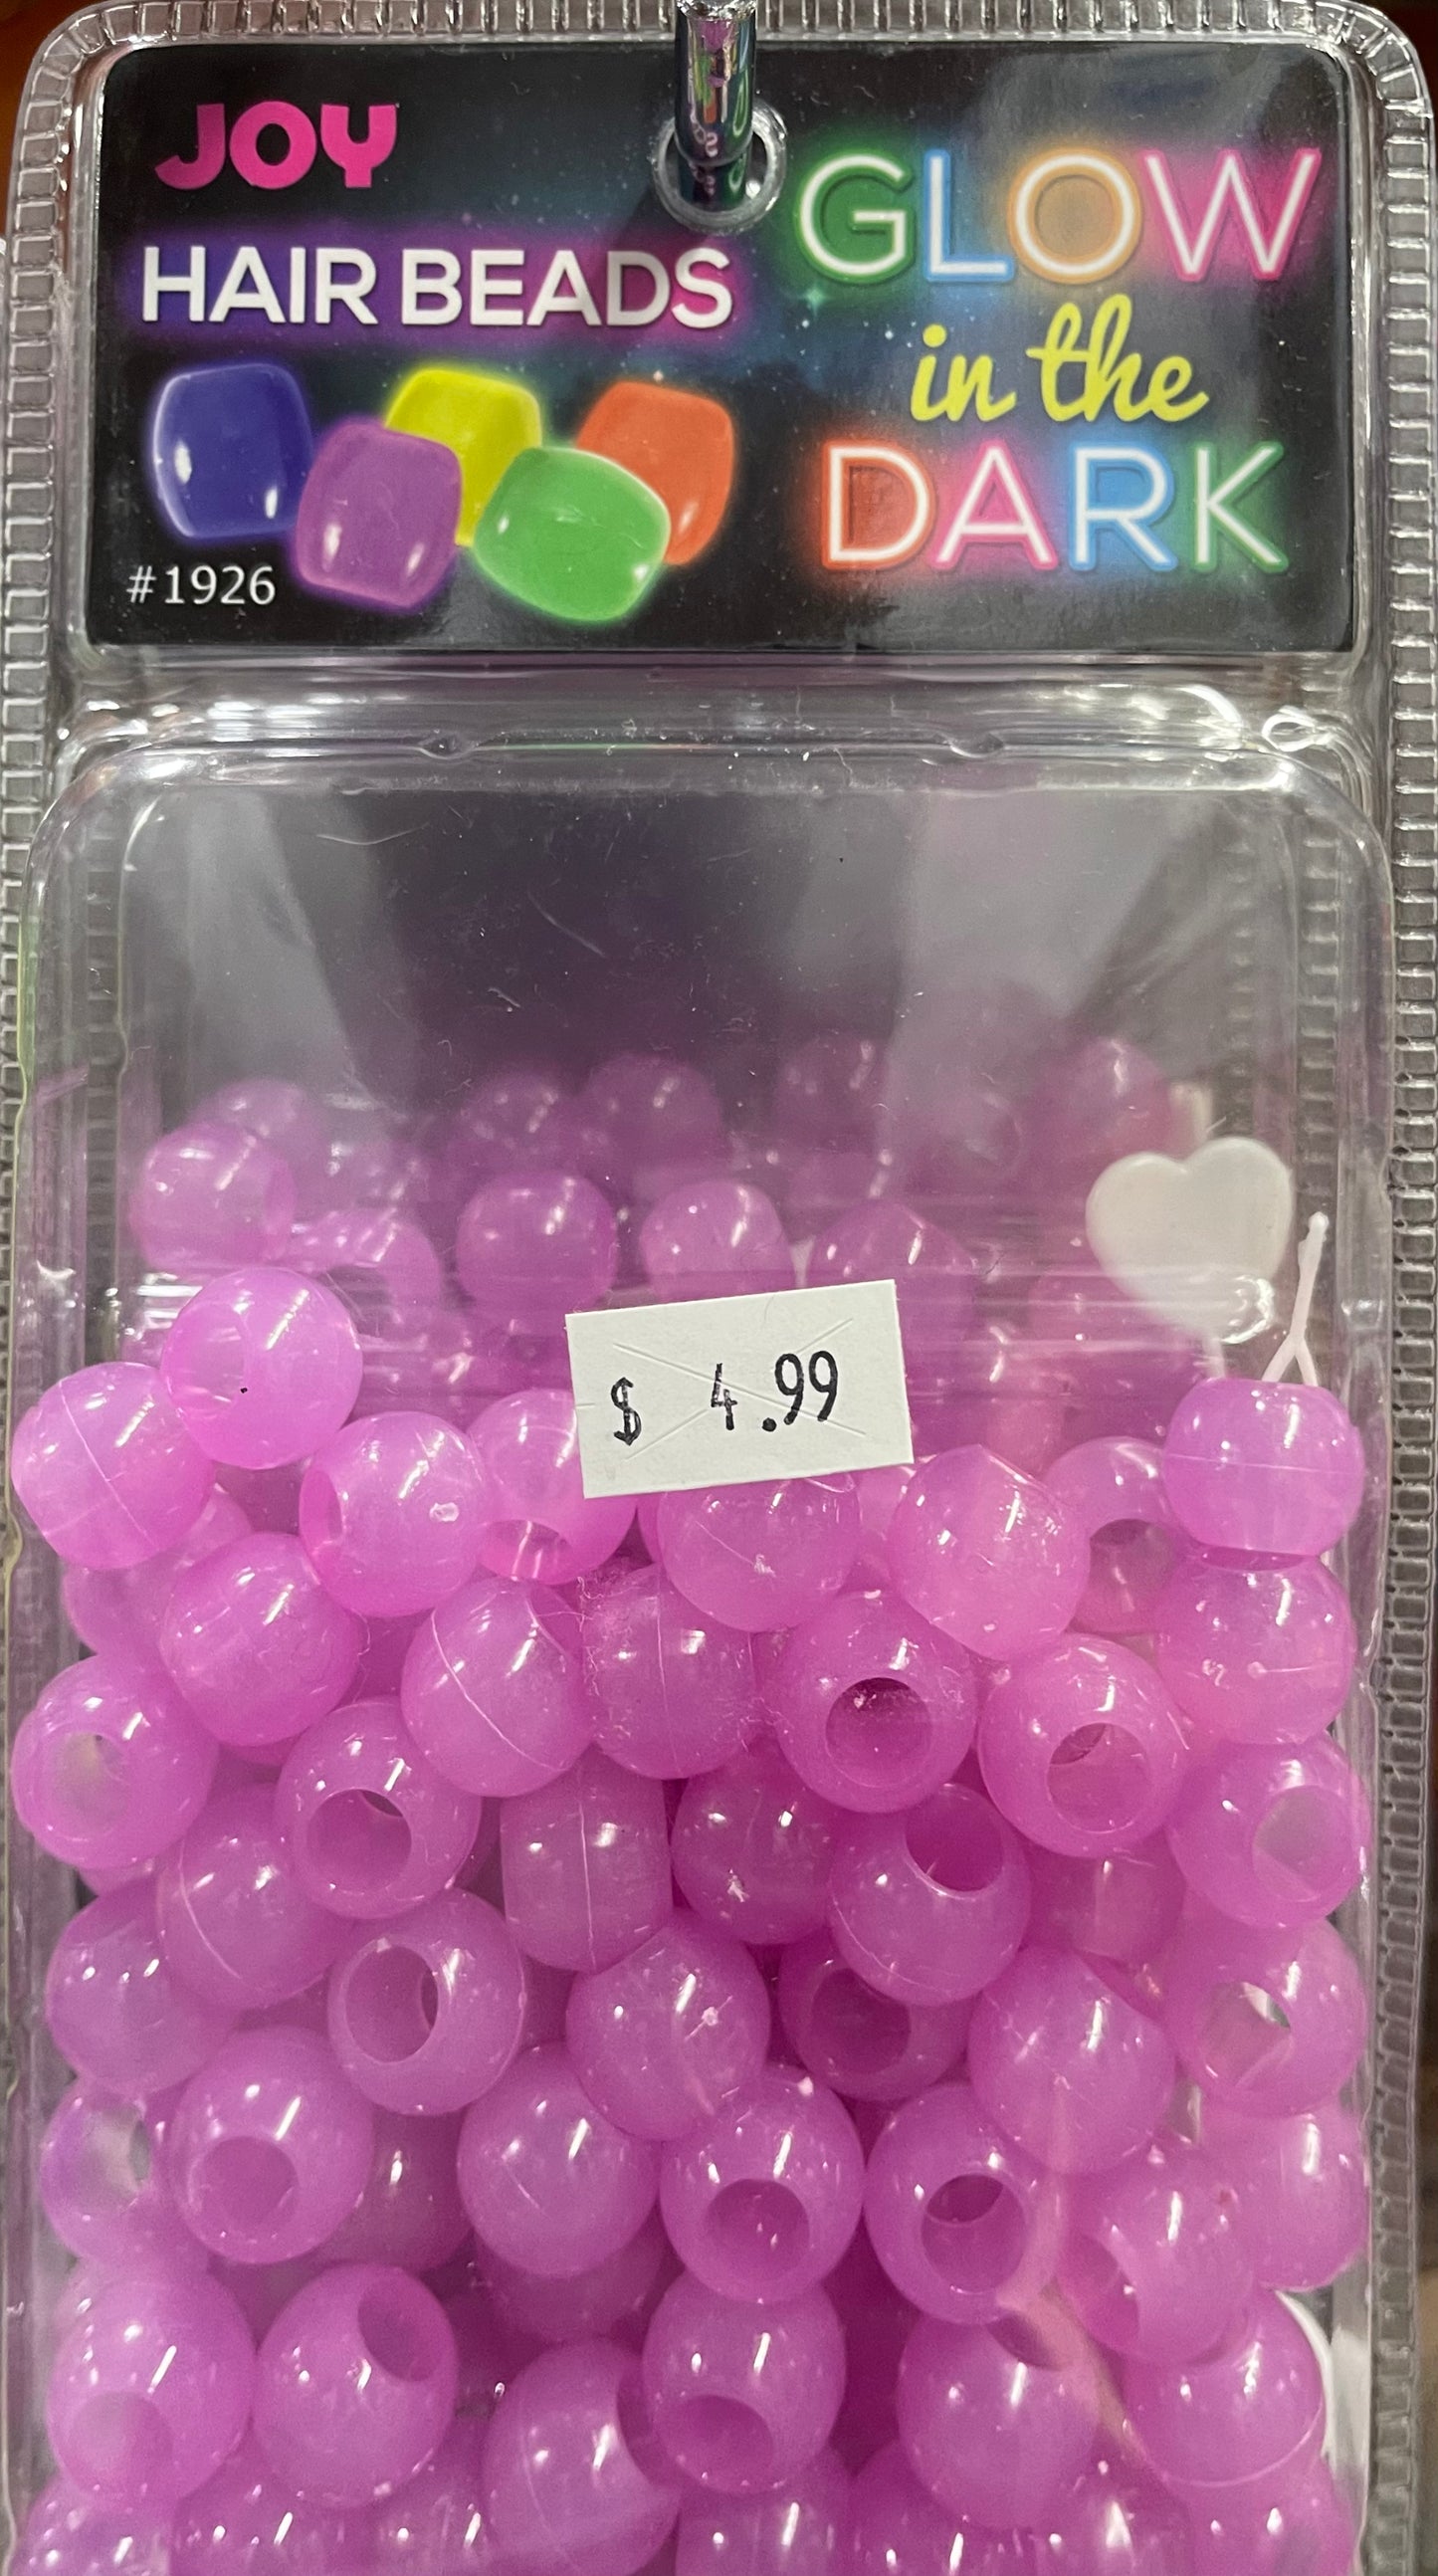 JOY
HAIR BEADS
#1926
GLOW
in the
DARK
$ 4.99